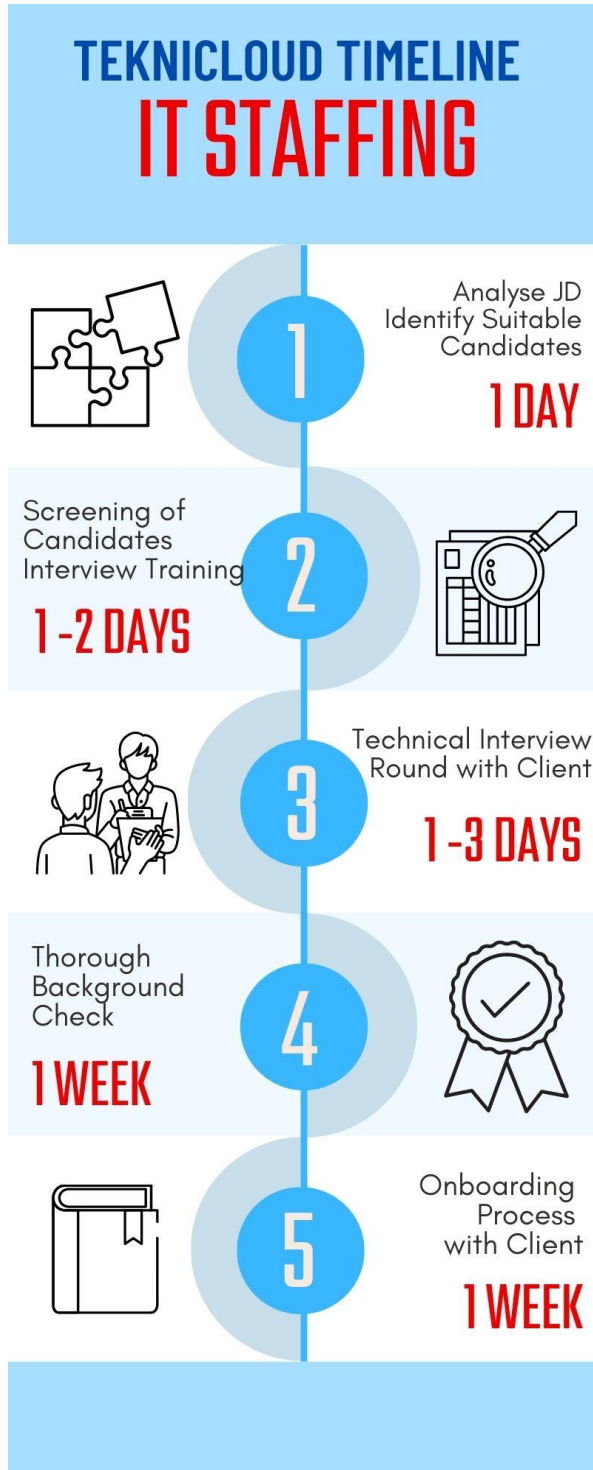 TEKNICLOUD TIMELINE
IT STAFFING
1
Analyse JD
Identify Suitable
Candidates
1 DAY
Screening of
Candidates
Interview Training
1-2 DAYS
2
3
Technical Interview
Round with Client
1-3 DAYS
Thorough
Background
Check
1 WEEK
4
5
Onboarding
Process
with Client
1 WEEK